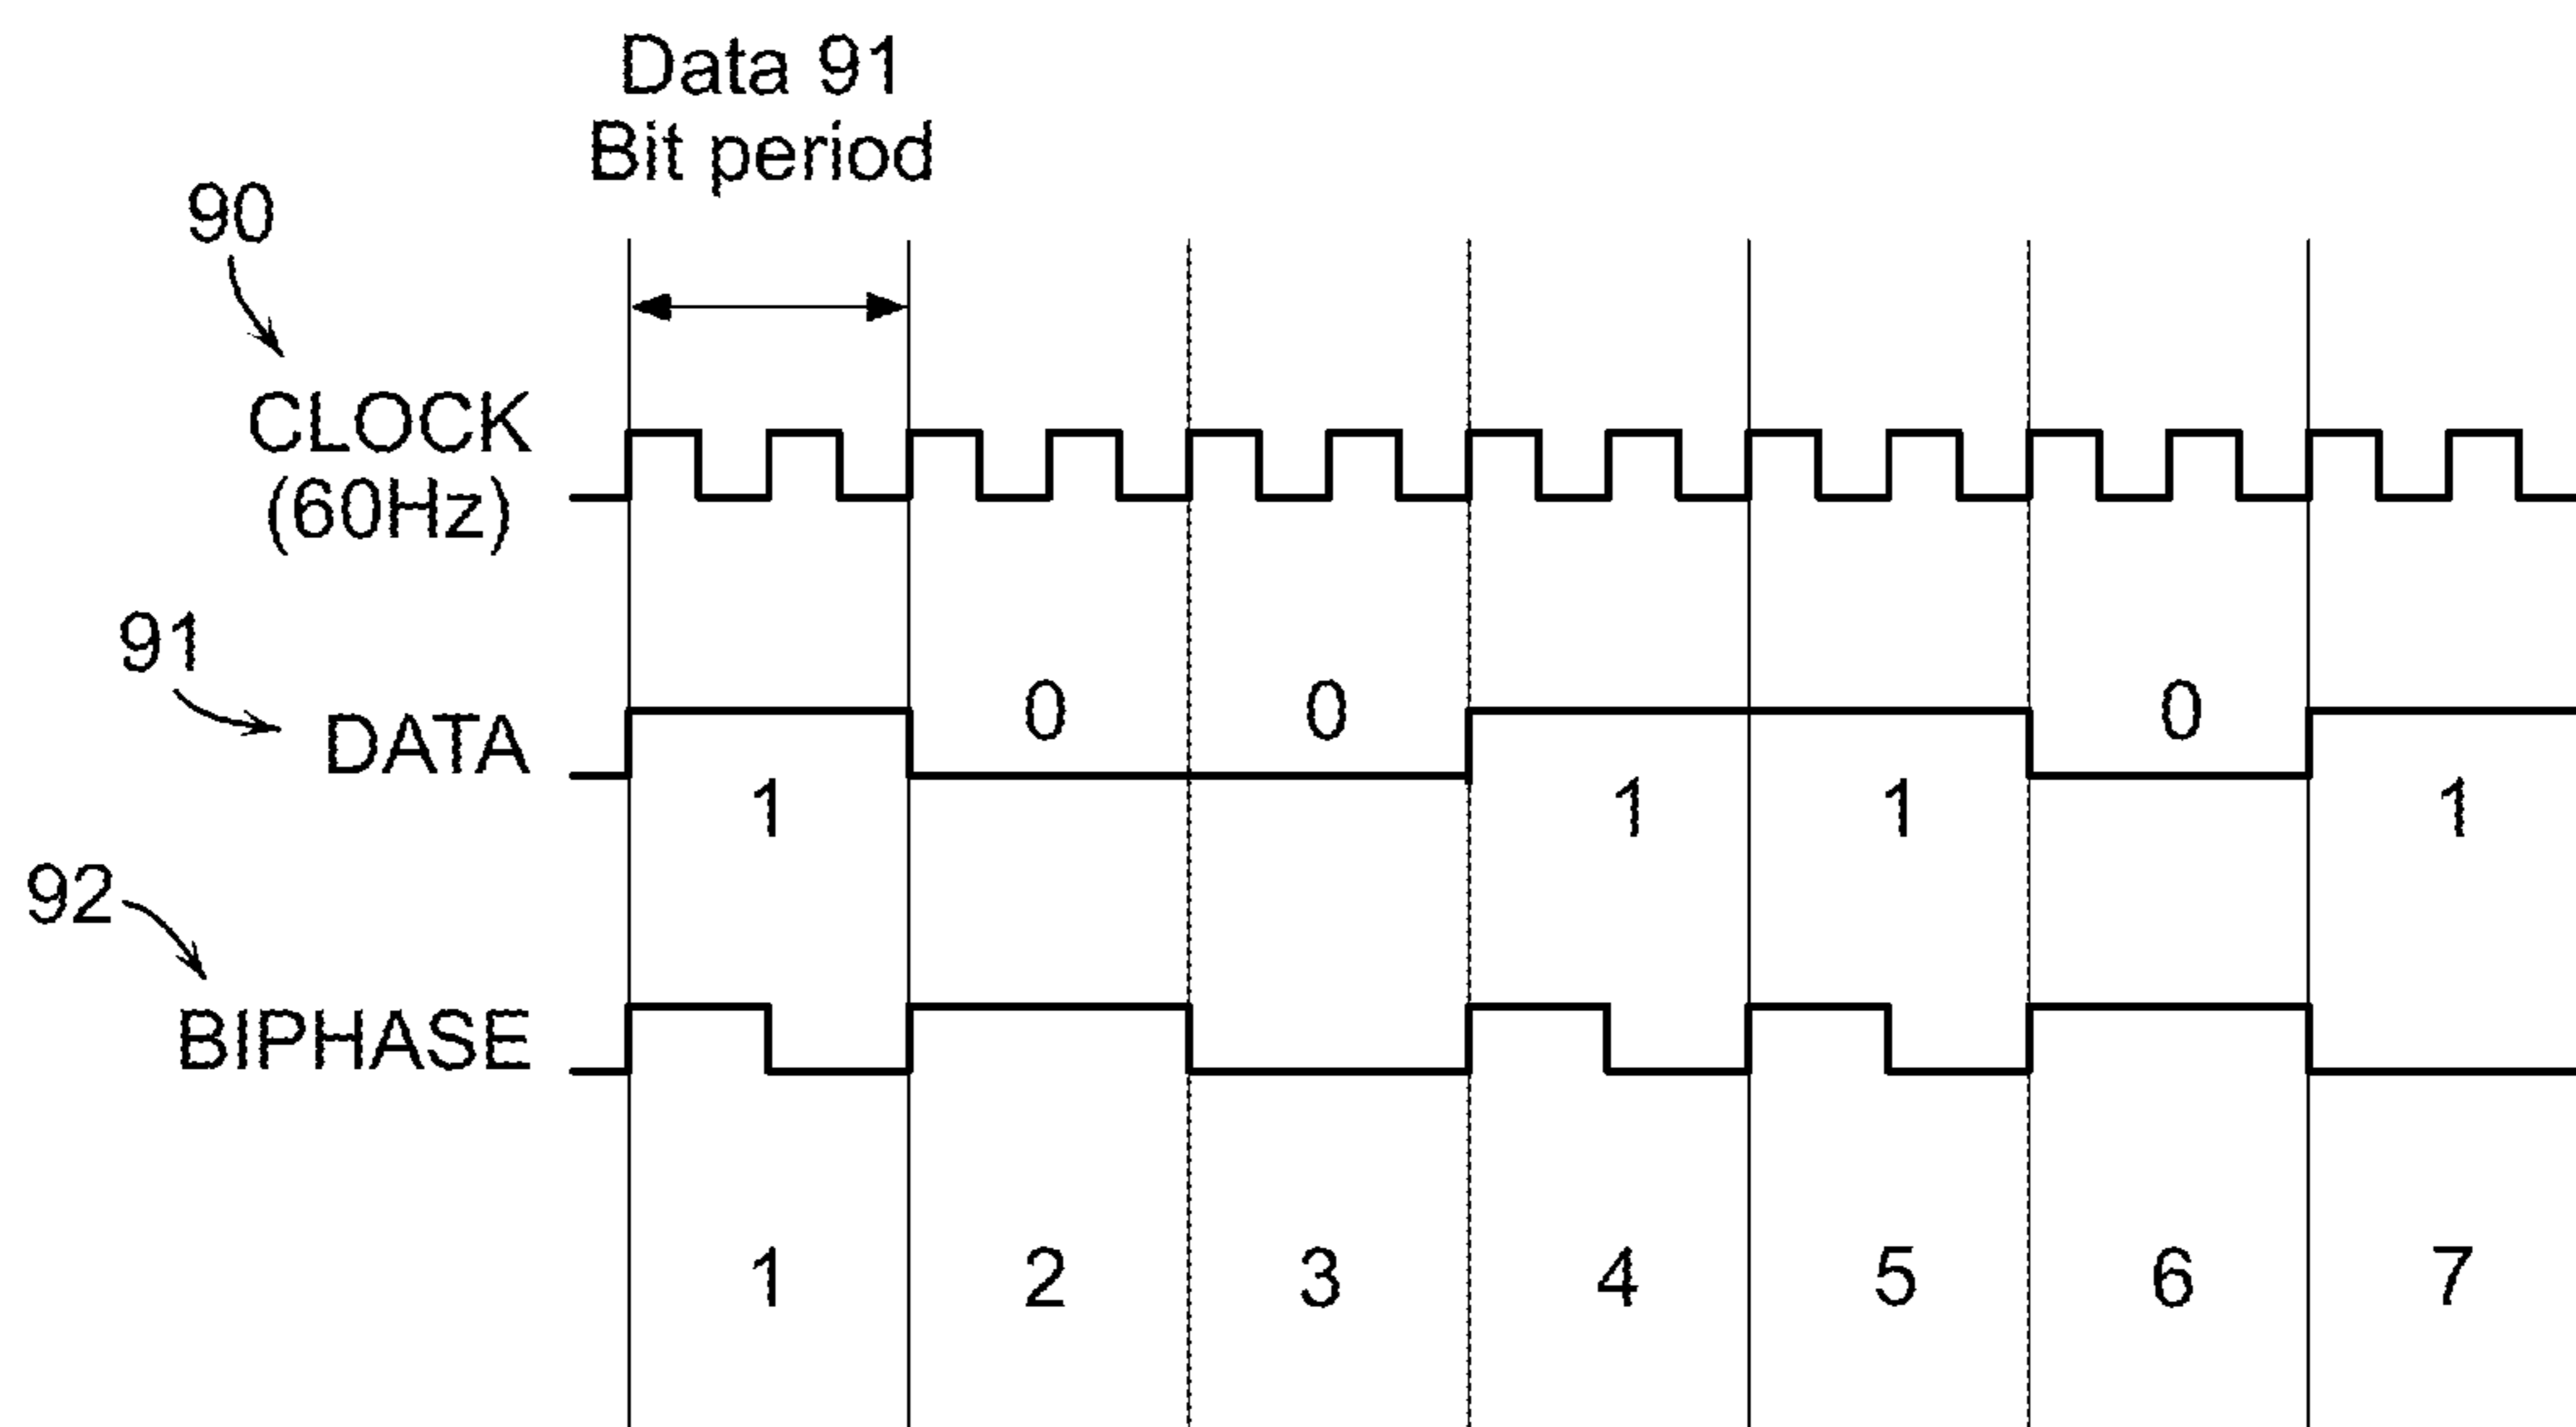 Data 91
Bit period
90
CLOCK
(60Hz)
91
DATA
1 0 0 1 1 0 1
92
BIPHASE
1 2 3 4 5 6 7